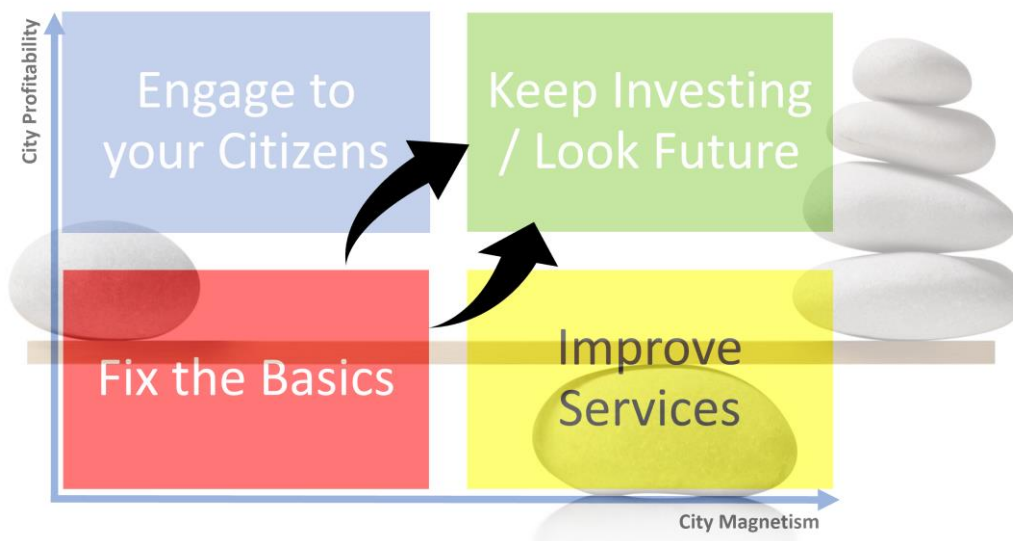 City Profitability
Engage to
your Citizens
Keep Investing
/ Look Future
Fix the Basics
Improve
Services
City Magnetism